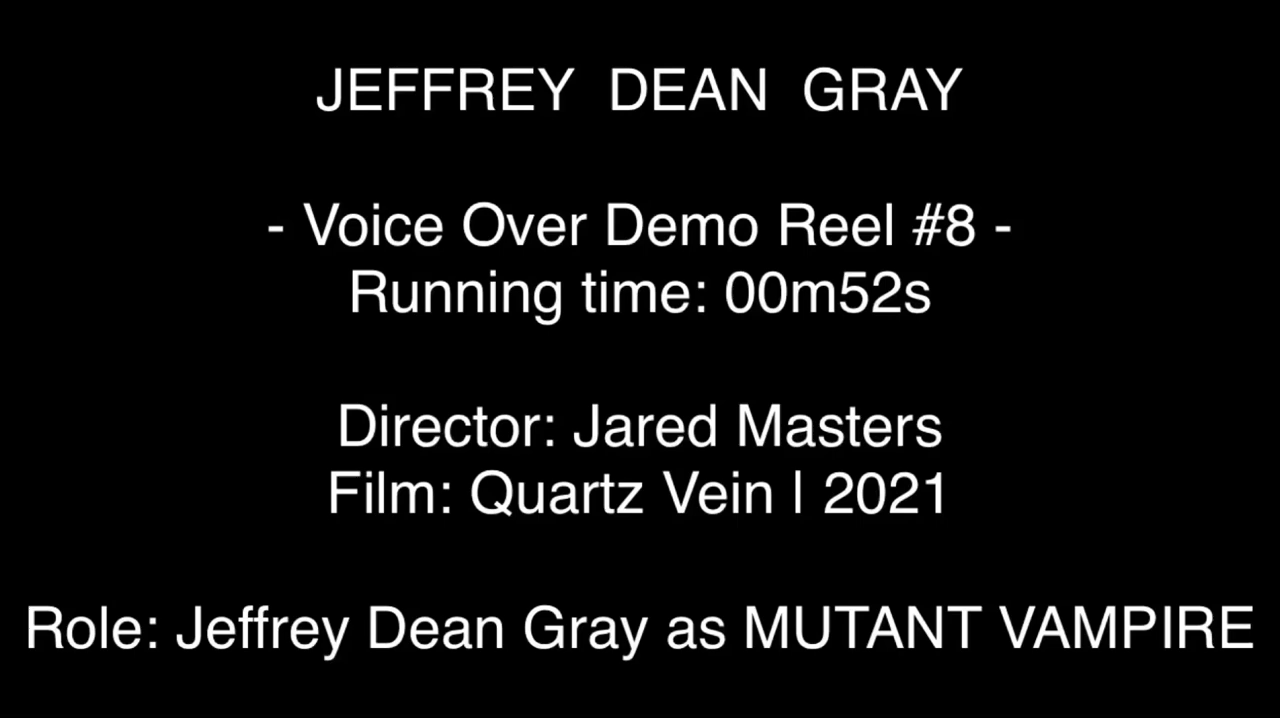 JEFFREY DEAN GRAY
- Voice Over Demo Reel #8 -
Running time: 00m52s
Director: Jared Masters
Film: Quartz Vein | 2021
Role: Jeffrey Dean Gray as MUTANT VAMPIRE